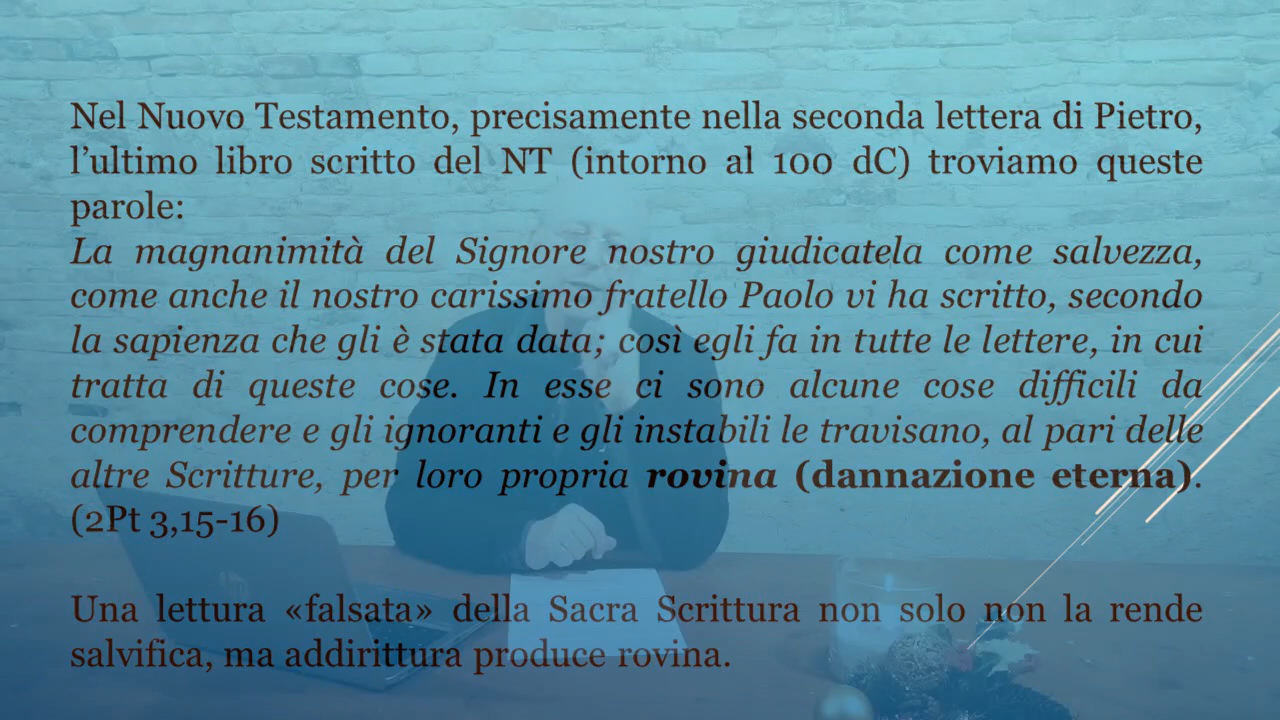 Nel Nuovo Testamento, precisamente nella seconda lettera di Pietro,
l’ultimo libro scritto del NT (intorno al 100 dC) troviamo queste
parole:
La magnanimità del Signore nostro giudicatela come salvezza,
come anche il nostro carissimo fratello Paolo vi ha scritto, secondo
la sapienza che gli è stata data; così egli fa in tutte le lettere, in cui
tratta di queste cose. In esse ci sono alcune cose difficili da
comprendere e gli ignoranti e gli instabili le travisano, al pari delle
altre Scritture, per loro propria rovina (dannazione eterna).
(2Pt 3,15-16)
Una lettura «falsata» della Sacra Scrittura non solo non la rende
salvifica, ma addirittura produce rovina.